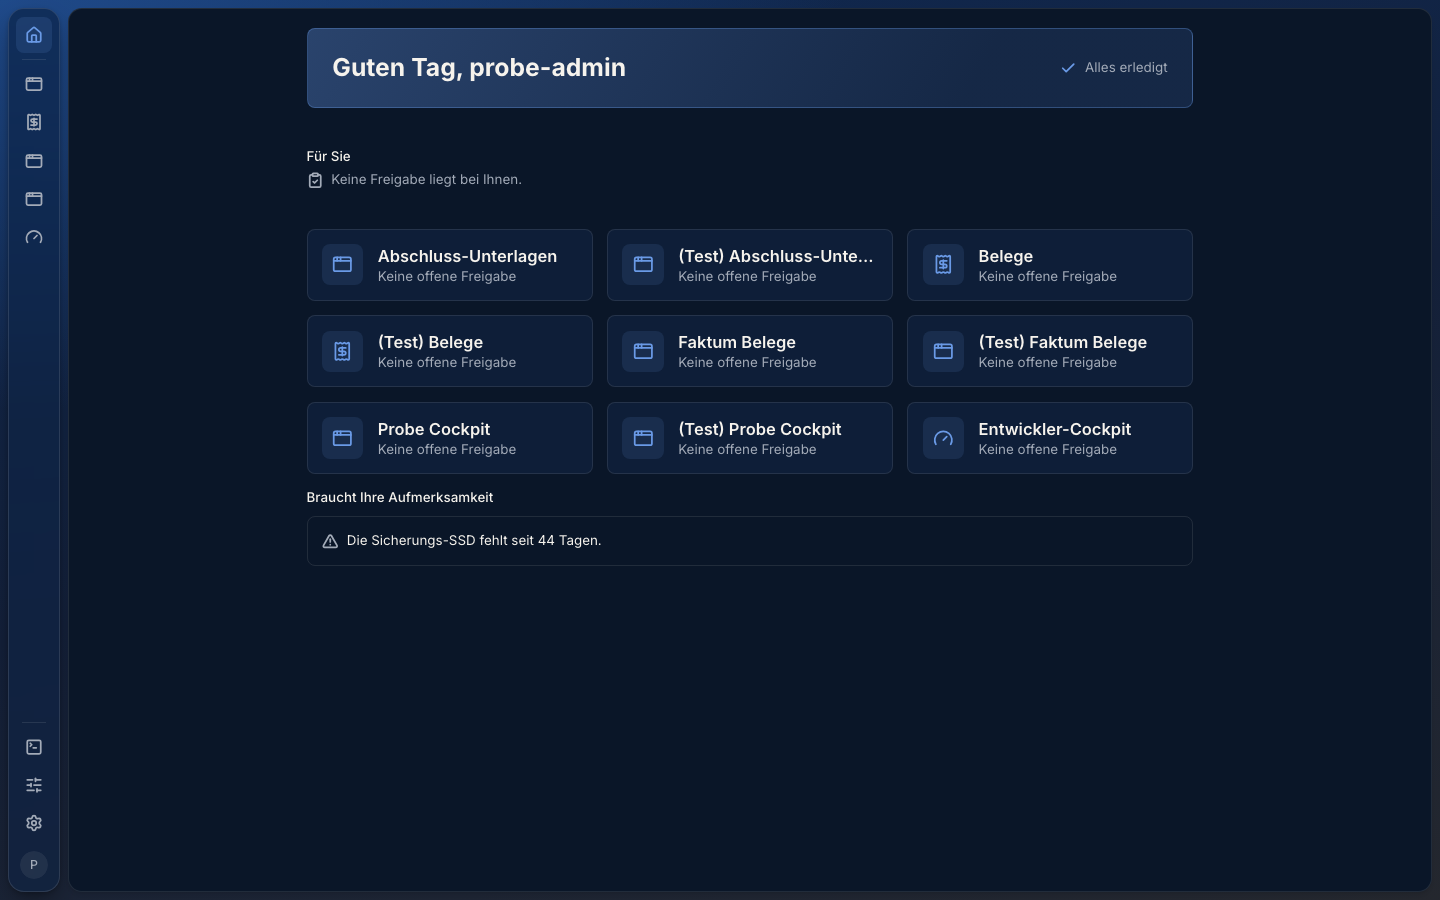 Guten Tag, probe-admin
Alles erledigt
Für Sie
Keine Freigabe liegt bei Ihnen.
Abschluss-Unterlagen
Keine offene Freigabe
(Test) Abschluss-Unte...
Keine offene Freigabe
Belege
Keine offene Freigabe
(Test) Belege
Keine offene Freigabe
Faktum Belege
Keine offene Freigabe
(Test) Faktum Belege
Keine offene Freigabe
Probe Cockpit
Keine offene Freigabe
(Test) Probe Cockpit
Keine offene Freigabe
Entwickler-Cockpit
Keine offene Freigabe
Braucht Ihre Aufmerksamkeit
Die Sicherungs-SSD fehlt seit 44 Tagen.
P